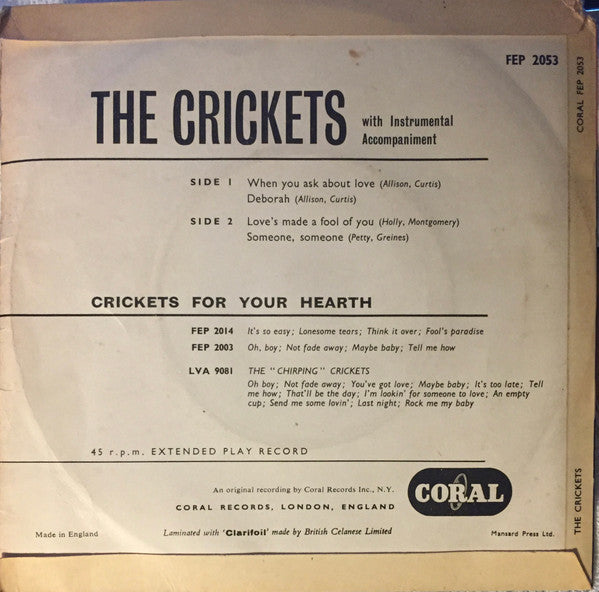 FEP 2053
THE CRICKETS with Instrumental
Accompaniment
SIDE 1 When you ask about love (Allison, Curtis)
Deborah (Allison, Curtis)
SIDE 2 Love's made a fool of you (Holly, Montgomery)
Someone, someone (Petty, Greines)
CRICKETS FOR YOUR HEARTH
FEP 2014 It's so easy; Lonesome tears; Think it over; Fool's paradise
FEP 2003 Oh, boy; Not fade away; Maybe baby; Tell me how
LVA 9081 THE "CHIRPING" CRICKETS
Oh boy; Not fade away; You've got love; Maybe baby; It's too late; Tell
me how; That'll be the day; I'm lookin' for someone to love; An empty
cup; Send me some lovin'; Last night; Rock me my baby
45 r.p.m. EXTENDED PLAY RECORD
An original recording by Coral Records Inc., N.Y.
CORAL RECORDS, LONDON, ENGLAND
CORAL
Made in England
Laminated with 'Clarifoil' made by British Celanese Limited
Mansard Press Ltd.
CORAL FEP 2053
THE CRICKETS